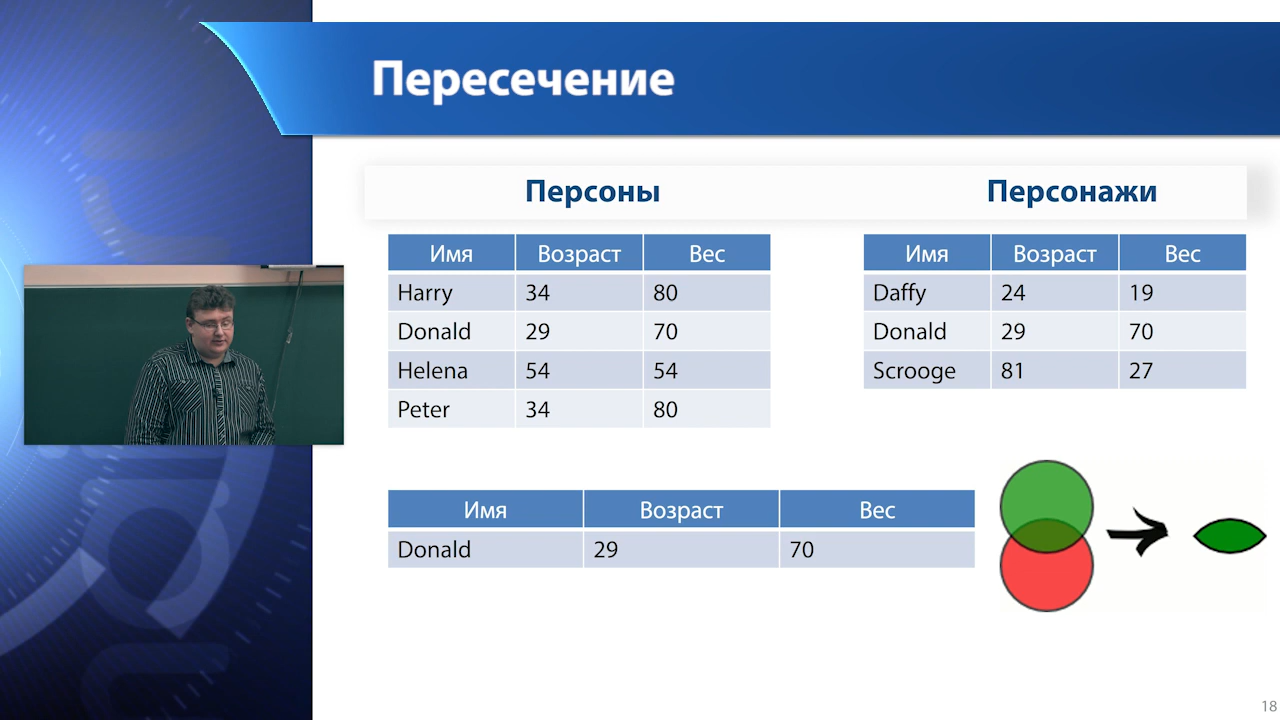 Пересечение
Персоны
Персонажи
Имя Возраст Вес
Harry 34 80
Donald 29 70
Helena 54 54
Peter 34 80
Имя Возраст Вес
Daffy 24 19
Donald 29 70
Scrooge 81 27
Имя Возраст Вес
Donald 29 70
18